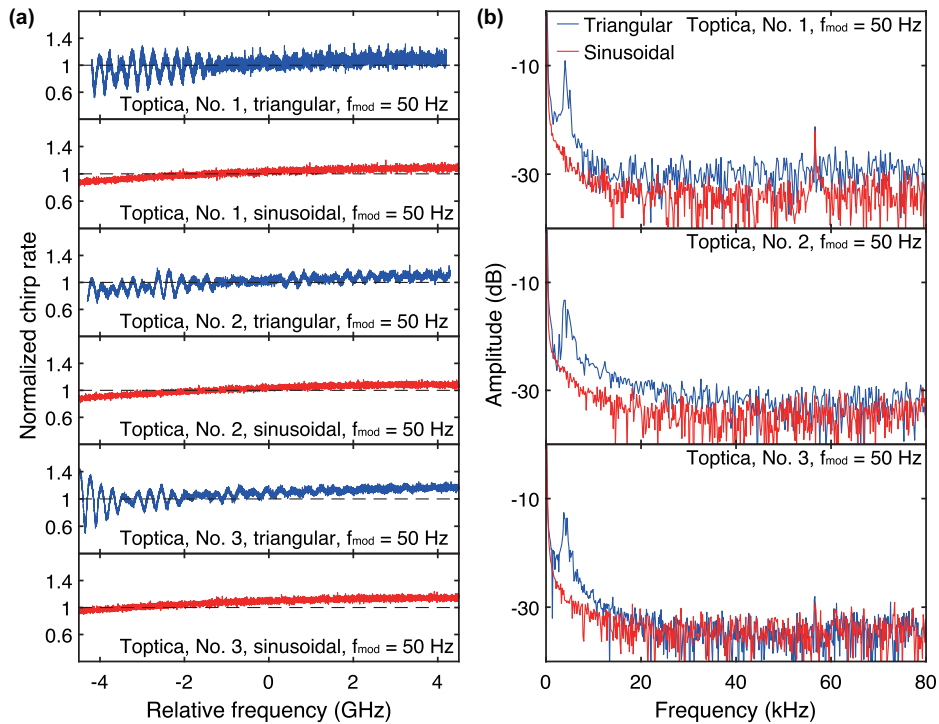 (a)
Normalized chirp rate
1.4
1
0.6
Toptica, No. 1, triangular, fmod = 50 Hz
1.4
1
0.6
Toptica, No. 1, sinusoidal, fmod = 50 Hz
1.4
1
0.6
Toptica, No. 2, triangular, fmod = 50 Hz
1.4
1
0.6
Toptica, No. 2, sinusoidal, fmod = 50 Hz
1.4
1
0.6
Toptica, No. 3, triangular, fmod = 50 Hz
1.4
1
0.6
Toptica, No. 3, sinusoidal, fmod = 50 Hz
-4 -2 0 2 4
Relative frequency (GHz)
(b)
Amplitude (dB)
Triangular
Sinusoidal
Toptica, No. 1, fmod = 50 Hz
-10
-30
Toptica, No. 2, fmod = 50 Hz
-10
-30
Toptica, No. 3, fmod = 50 Hz
-10
-30
0 20 40 60 80
Frequency (kHz)